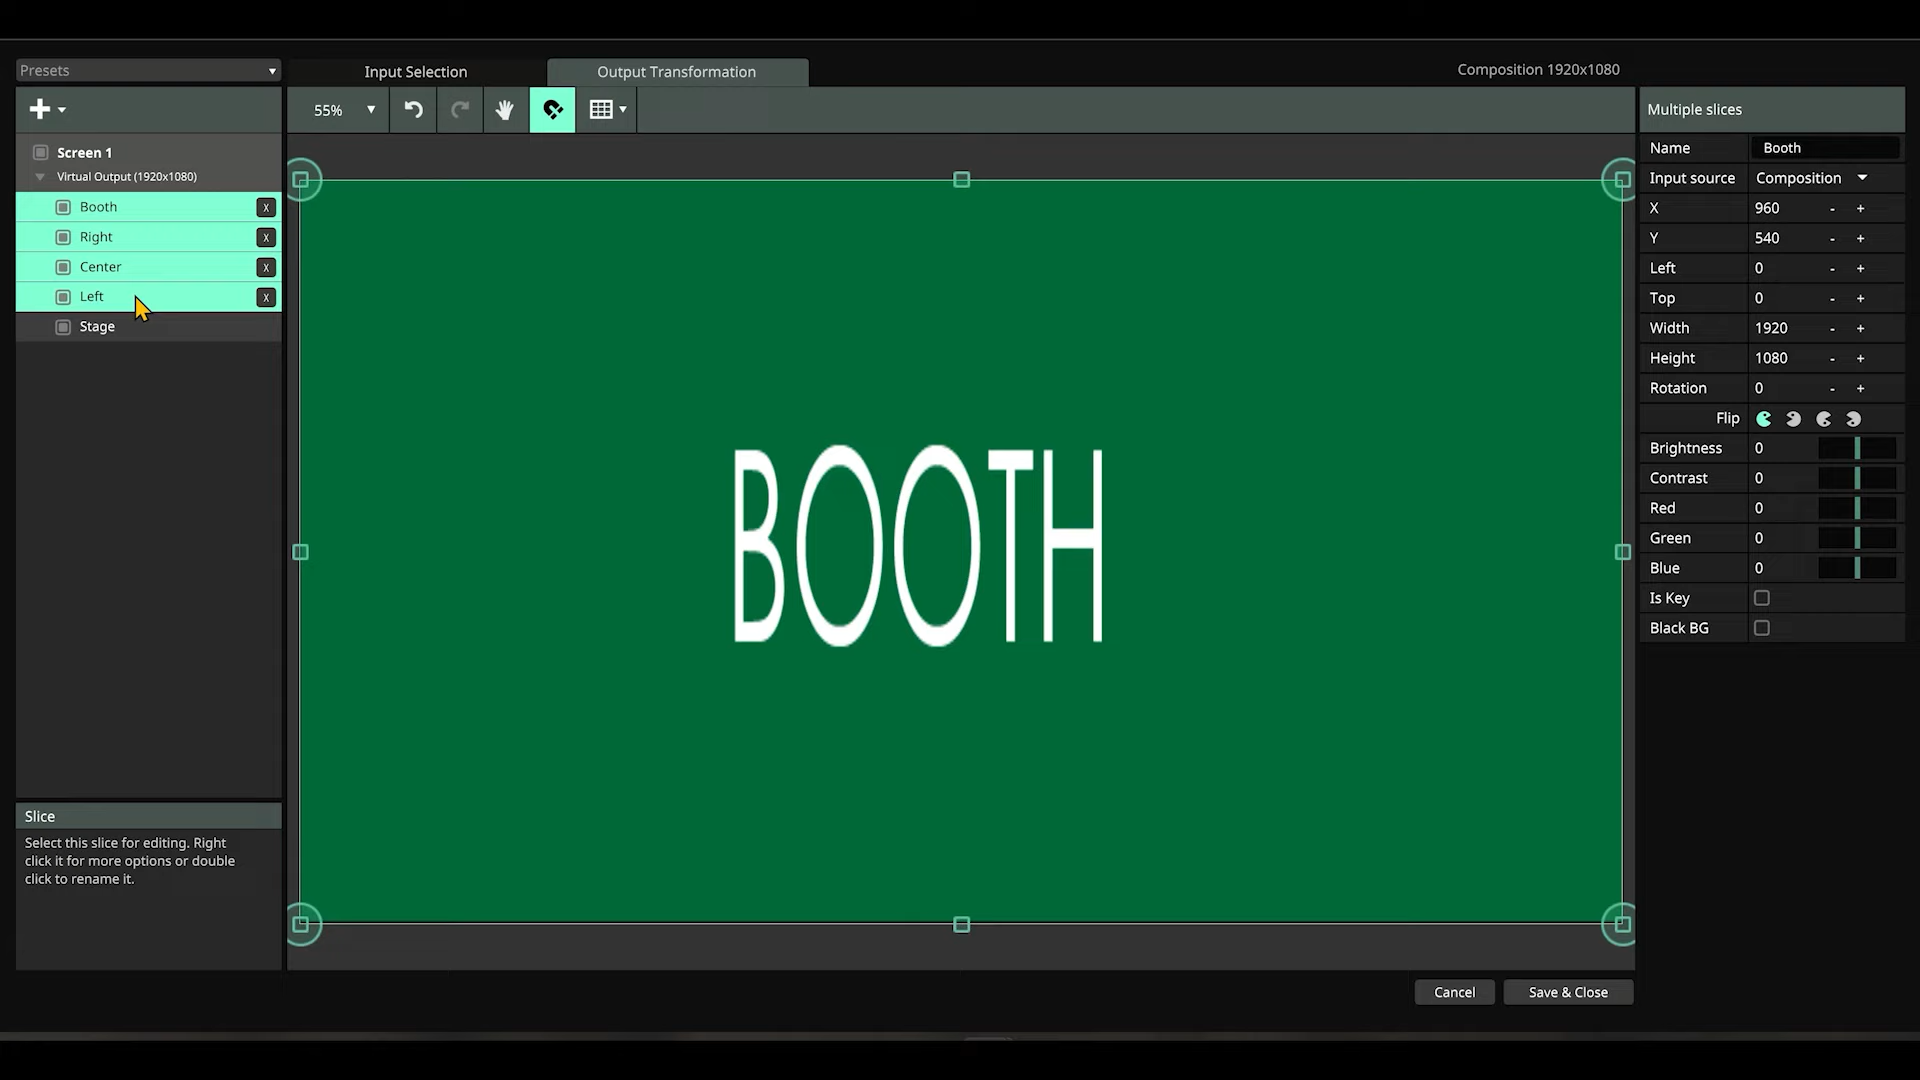 Presets
Input Selection
Output Transformation
Composition 1920x1080
55%
Multiple slices
Screen 1
Virtual Output (1920x1080)
Booth X
Right X
Center X
Left X
Stage
BOOTH
Name Booth
Input source Composition
X 960 - +
Y 540 - +
Left 0 - +
Top 0 - +
Width 1920 - +
Height 1080 - +
Rotation 0 - +
Flip
Brightness 0
Contrast 0
Red 0
Green 0
Blue 0
Is Key
Black BG
Slice
Select this slice for editing. Right
click it for more options or double
click to rename it.
Cancel
Save & Close